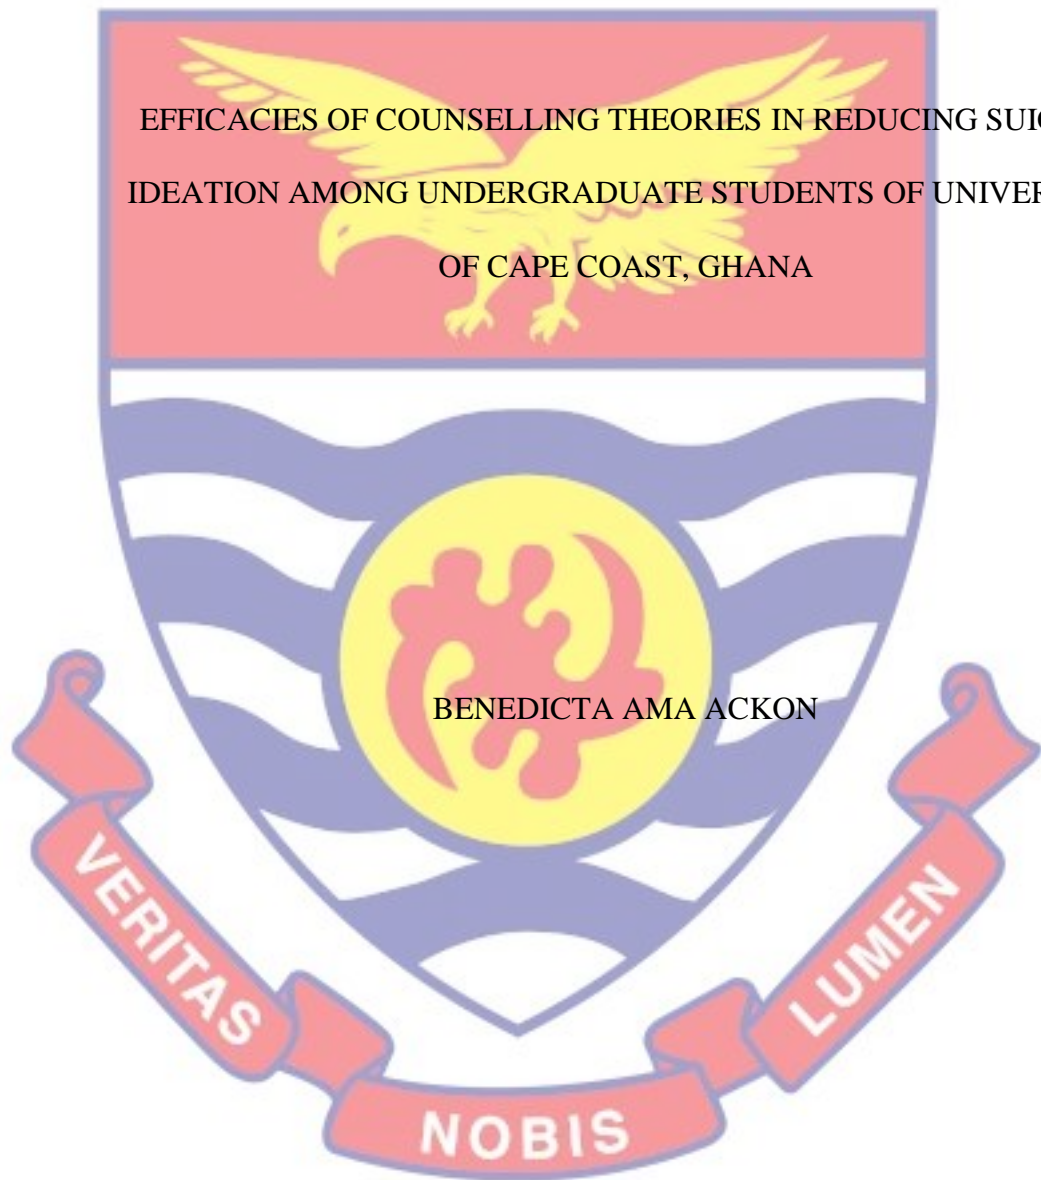 EFFICACIES OF COUNSELLING THEORIES IN REDUCING
IDEATION AMONG UNDERGRADUATE STUDENTS OF
OF CAPE COAST, GHANA
BENEDICTA AMA ACKON
VERITAS
NOBIS
LUMEN